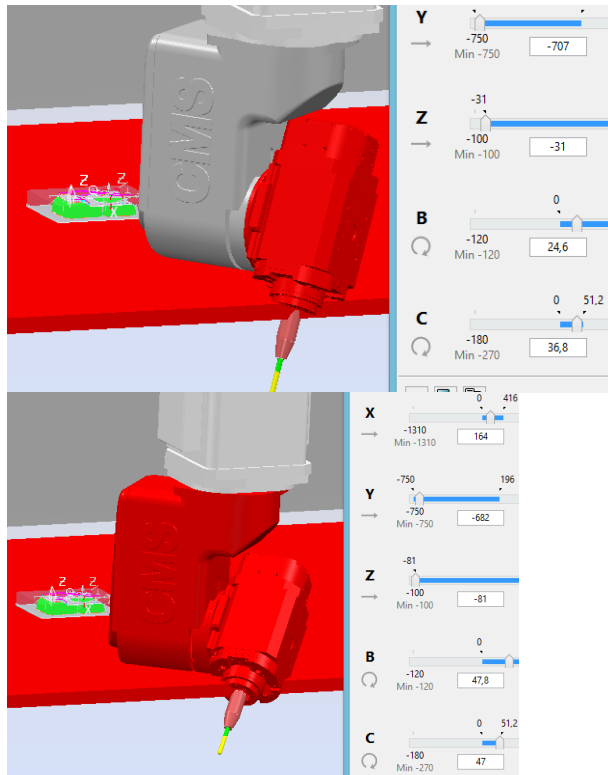 Y
-750
Min -750
-707
-31
Z
-100
Min -100
-31
0
B
-120
Min -120
24,6
0 51,2
C
-180
Min -270
36,8
CMS
Z
Z
X
0 416
X
-1310
Min -1310
164
-750 196
Y
-750
Min -750
-682
-81
Z
-100
Min -100
-81
0
B
-120
Min -120
47,8
0 51,2
C
-180
Min -270
47
CMS
Z
Z
X